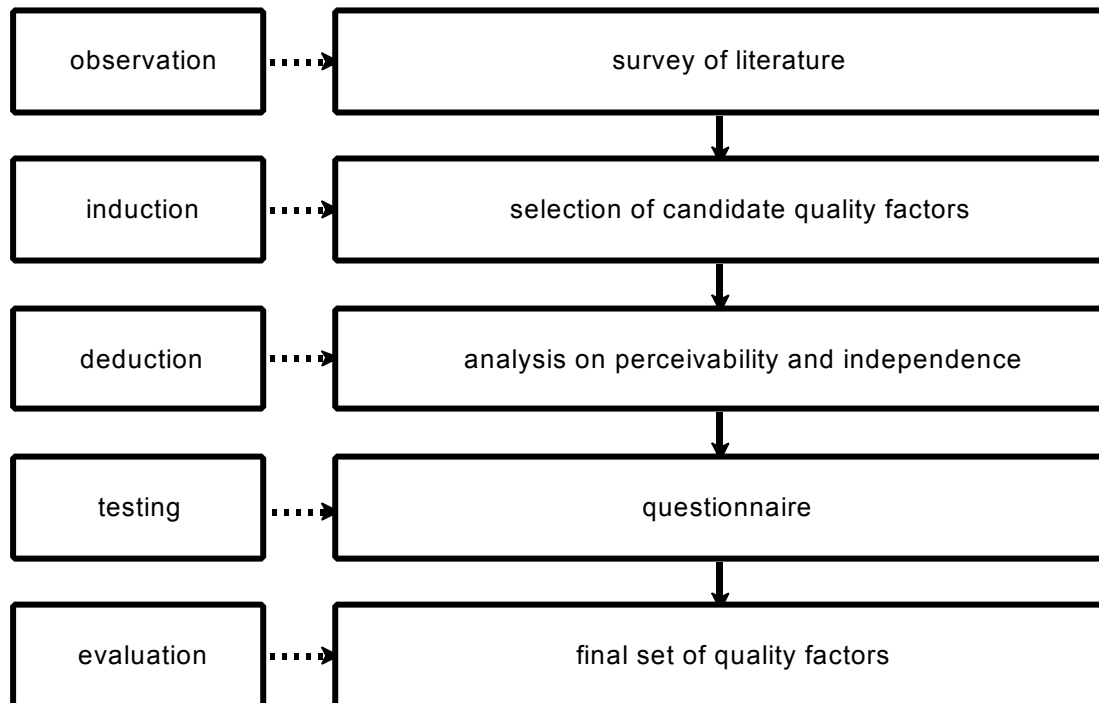 observation
survey of literature
induction
selection of candidate quality factors
deduction
analysis on perceivability and independence
testing
questionnaire
evaluation
final set of quality factors